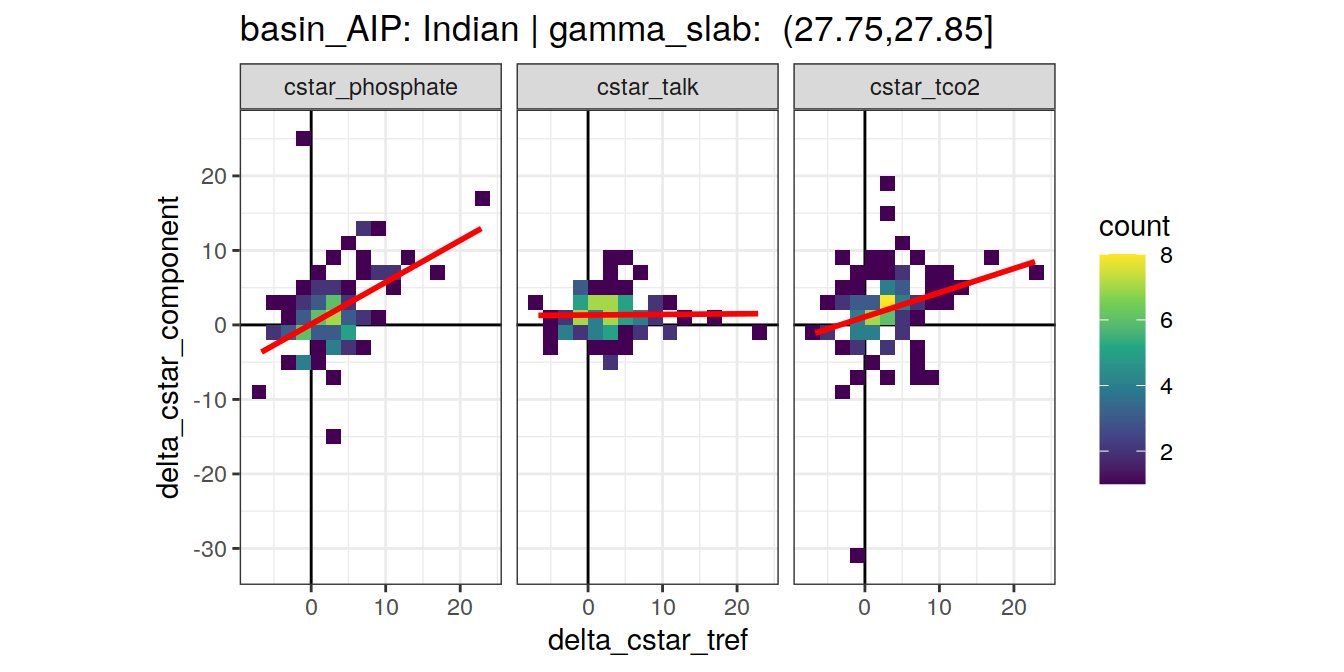 basin_AIP: Indian | gamma_slab:  (27.75,27.85]
cstar_phosphate
cstar_talk
cstar_tco2
delta_cstar_component
20
10
0
-10
-20
-30
0
10
20
0
10
20
0
10
20
delta_cstar_tref
count
8
6
4
2